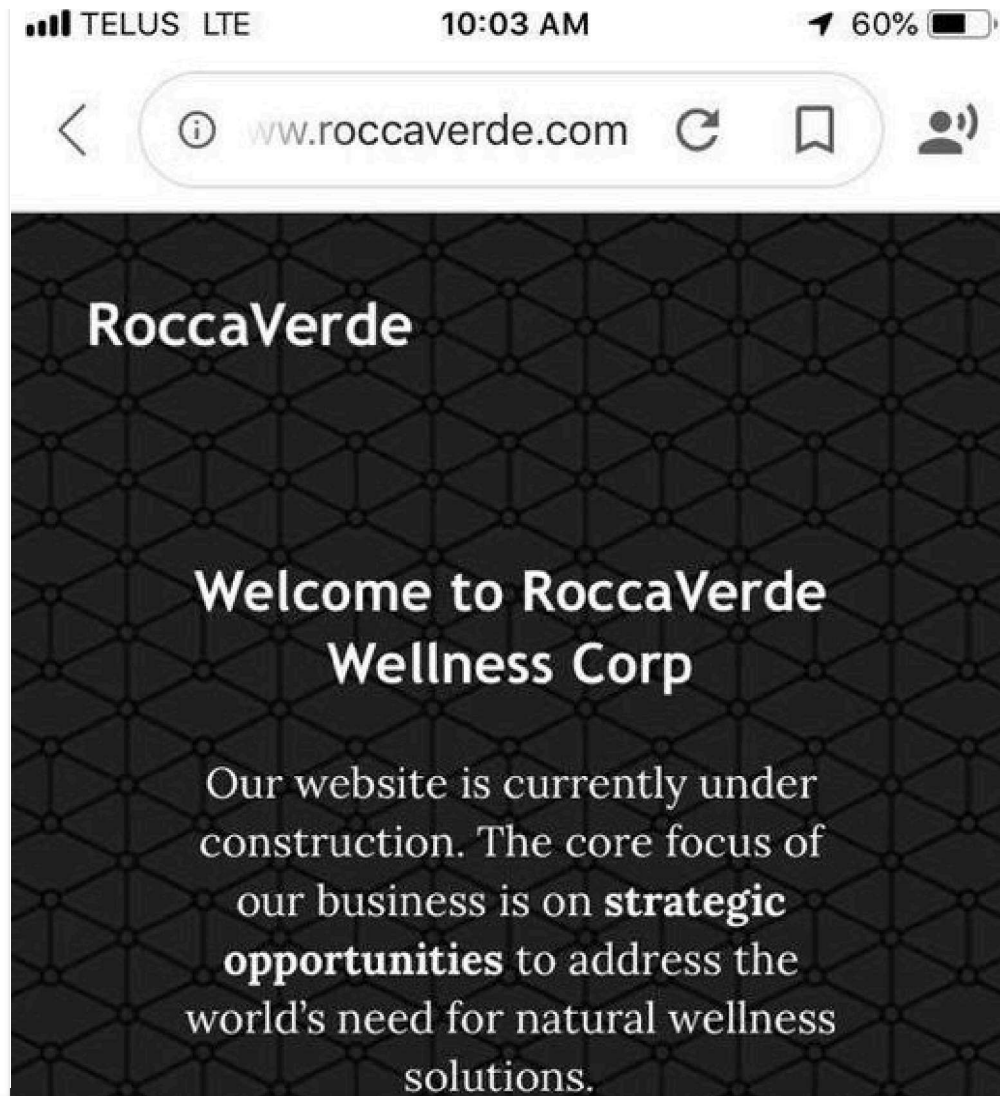 TELUS LTE 10:03 AM 60%
ww.roccaverde.com
RoccaVerde
Welcome to RoccaVerde
Wellness Corp
Our website is currently under
construction. The core focus of
our business is on strategic
opportunities to address the
world's need for natural wellness
solutions.